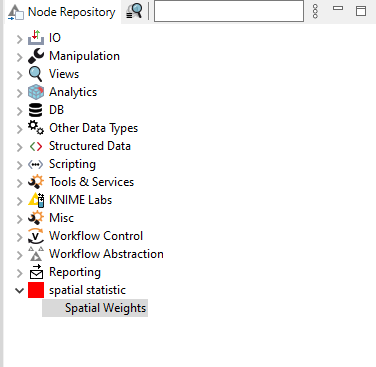 Node Repository
IO
Manipulation
Views
Analytics
DB
Other Data Types
Structured Data
Scripting
Tools & Services
KNIME Labs
Misc
Workflow Control
Workflow Abstraction
Reporting
spatial statistic
Spatial Weights